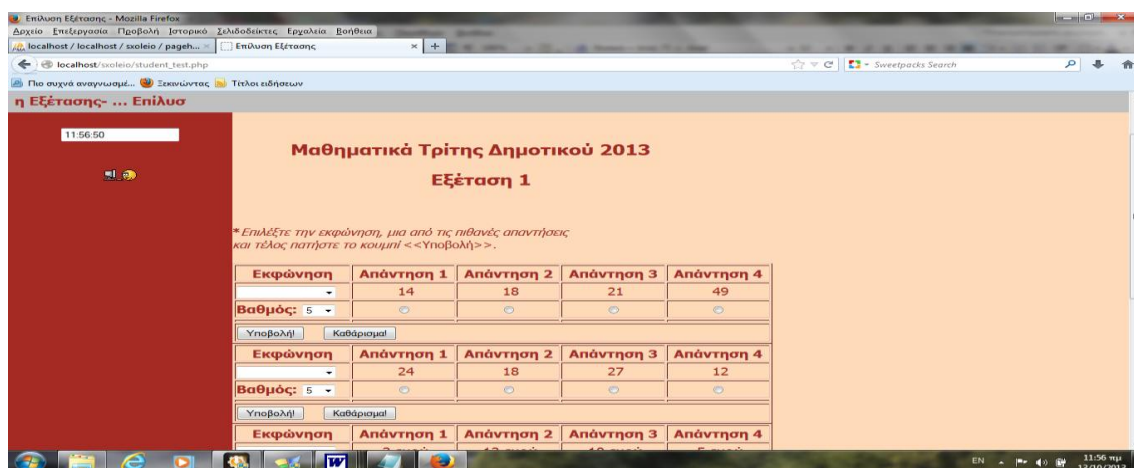 Επίλυση Εξέτασης - Mozilla Firefox
Αρχείο Επεξεργασία Προβολή Ιστορικό Σελιδοδείκτες Εργαλεία Βοήθεια
localhost / localhost / sxoleio / pageh... × Επίλυση Εξέτασης × +
localhost/sxoleio/student_test.php Sweetpacks Search
Πιο συχνά αναγνωσμέ... Ξεκινώντας Τίτλοι ειδήσεων
η Εξέτασης- ... Επίλυσ
11:56:50
Μαθηματικά Τρίτης Δημοτικού 2013
Εξέταση 1
*Επιλέξτε την εκφώνηση, μια από τις πιθανές απαντήσεις
και τέλος πατήστε το κουμπί <<Υποβολή>>.
Εκφώνηση Απάντηση 1 Απάντηση 2 Απάντηση 3 Απάντηση 4
14 18 21 49
Βαθμός: 5
Υποβολή! Καθάρισμα!
Εκφώνηση Απάντηση 1 Απάντηση 2 Απάντηση 3 Απάντηση 4
24 18 27 12
Βαθμός: 5
Υποβολή! Καθάρισμα!
Εκφώνηση Απάντηση 1 Απάντηση 2 Απάντηση 3 Απάντηση 4
EN 11:56 πμ
13/10/2013